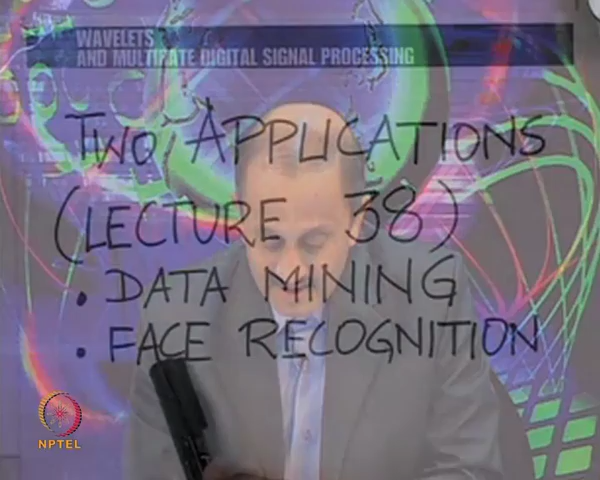 WAVELETS
AND MULTIRATE DIGITAL SIGNAL PROCESSING
TWO APPLICATIONS
(LECTURE 38)
• DATA MINING
• FACE RECOGNITION
NPTEL